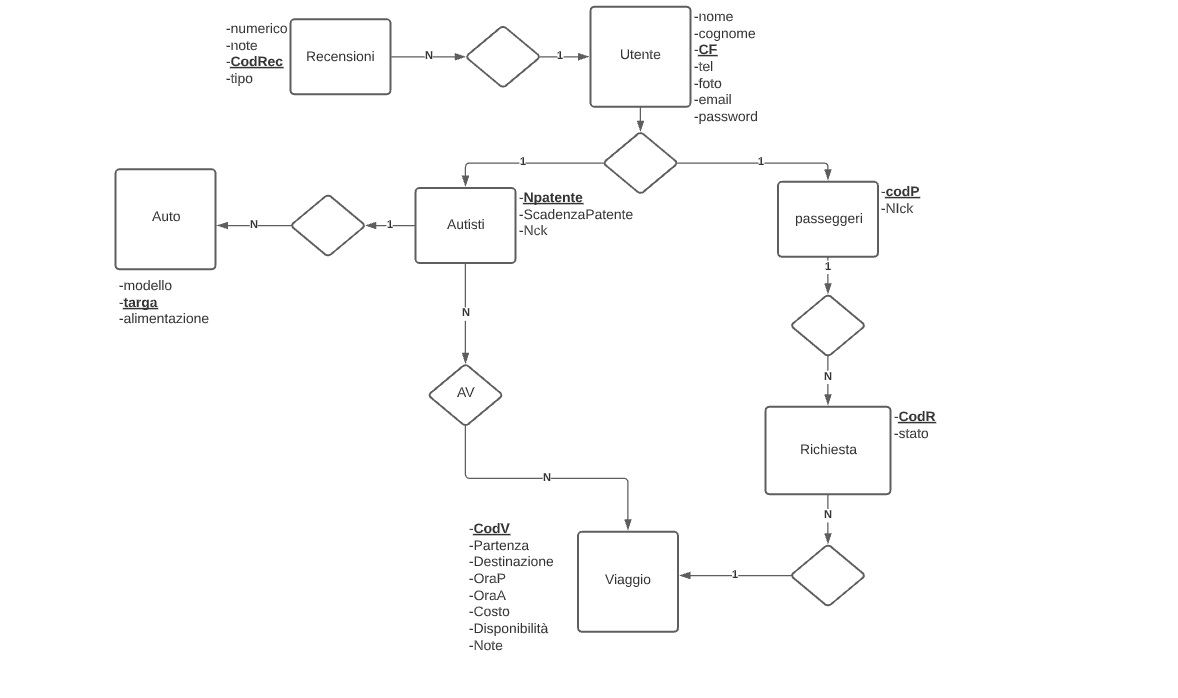 -numerico
-note
-CodRec
-tipo
Recensioni
N
1
Utente
-nome
-cognome
-CF
-tel
-foto
-email
-password
1
1
Auto
-modello
-targa
-alimentazione
N
1
Autisti
-Npatente
-ScadenzaPatente
-Nck
passeggeri
-codP
-NIck
1
N
AV
N
N
Richiesta
-CodR
-stato
N
1
-CodV
-Partenza
-Destinazione
-OraP
-OraA
-Costo
-Disponibilità
-Note
Viaggio